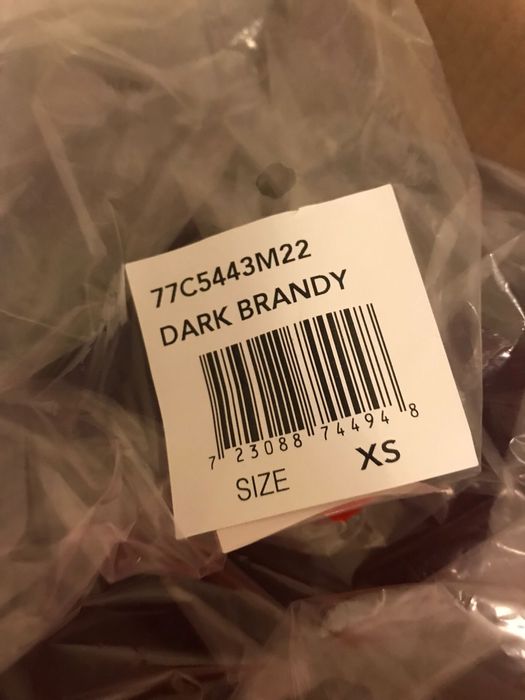 77C5443M22
DARK BRANDY
7 23088 74494 8
SIZE XS